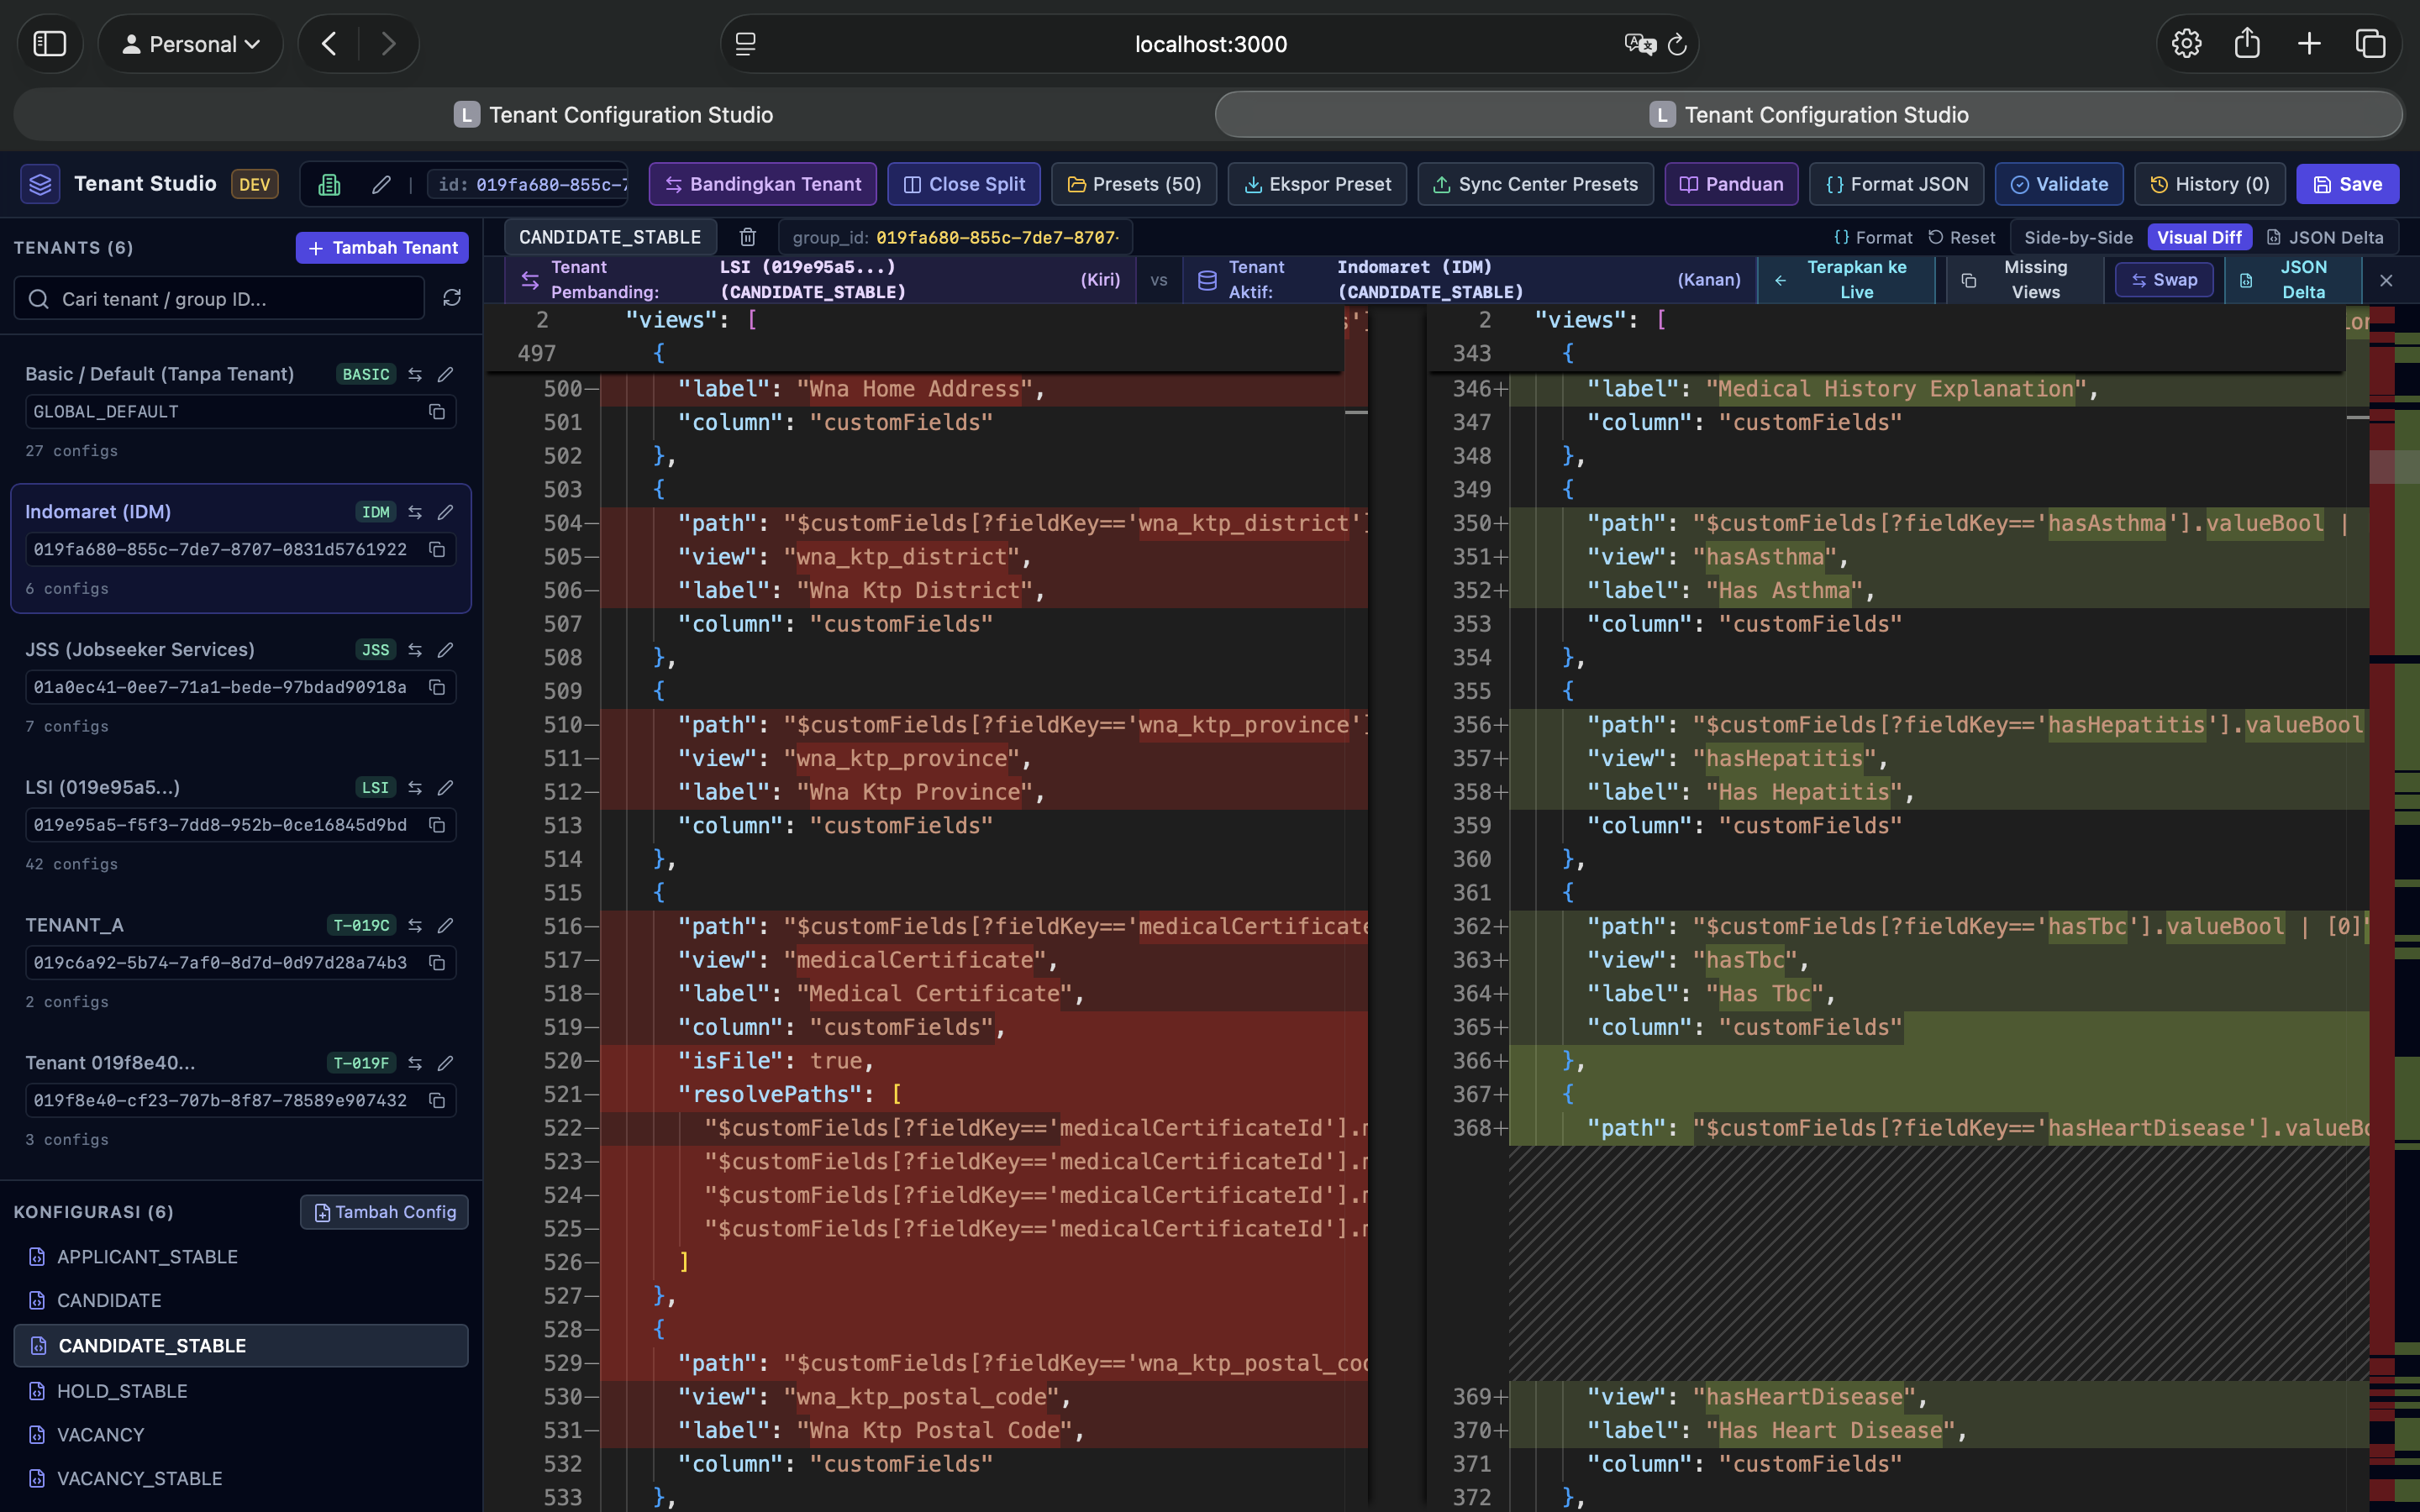 Personal
localhost:3000
L Tenant Configuration Studio
L Tenant Configuration Studio
Tenant Studio DEV
id: 019fa680-855c-7
Bandingkan Tenant
Close Split
Presets (50)
Ekspor Preset
Sync Center Presets
Panduan
{} Format JSON
Validate
History (0)
Save
TENANTS (6)
+ Tambah Tenant
Cari tenant / group ID...
Basic / Default (Tanpa Tenant) BASIC
GLOBAL_DEFAULT
27 configs
Indomaret (IDM) IDM
019fa680-855c-7de7-8707-0831d5761922
6 configs
JSS (Jobseeker Services) JSS
01a0ec41-0ee7-71a1-bede-97bdad90918a
7 configs
LSI (019e95a5...) LSI
019e95a5-f5f3-7dd8-952b-0ce16845d9bd
42 configs
TENANT_A T-019C
019c6a92-5b74-7af0-8d7d-0d97d28a74b3
2 configs
Tenant 019f8e40... T-019F
019f8e40-cf23-707b-8f87-78589e907432
3 configs
KONFIGURASI (6)
Tambah Config
APPLICANT_STABLE
CANDIDATE
CANDIDATE_STABLE
HOLD_STABLE
VACANCY
VACANCY_STABLE
CANDIDATE_STABLE
group_id: 019fa680-855c-7de7-8707-
{} Format
Reset
Side-by-Side
Visual Diff
JSON Delta
Tenant Pembanding:
LSI (019e95a5...) (CANDIDATE_STABLE)
(Kiri)
vs
Tenant Aktif:
Indomaret (IDM) (CANDIDATE_STABLE)
(Kanan)
Terapkan ke Live
Missing Views
Swap
JSON Delta
2 "views": [
497 {
500- "label": "Wna Home Address",
501 "column": "customFields"
502 },
503 {
504- "path": "$customFields[?fieldKey=='wna_ktp_district']
505- "view": "wna_ktp_district",
506- "label": "Wna Ktp District",
507 "column": "customFields"
508 },
509 {
510- "path": "$customFields[?fieldKey=='wna_ktp_province']
511- "view": "wna_ktp_province",
512- "label": "Wna Ktp Province",
513 "column": "customFields"
514 },
515 {
516- "path": "$customFields[?fieldKey=='medicalCertificate
517- "view": "medicalCertificate",
518- "label": "Medical Certificate",
519- "column": "customFields",
520- "isFile": true,
521- "resolvePaths": [
522- "$customFields[?fieldKey=='medicalCertificateId'].
523- "$customFields[?fieldKey=='medicalCertificateId'].
524- "$customFields[?fieldKey=='medicalCertificateId'].
525- "$customFields[?fieldKey=='medicalCertificateId'].
526- ]
527- },
528- {
529- "path": "$customFields[?fieldKey=='wna_ktp_postal_cod
530- "view": "wna_ktp_postal_code",
531- "label": "Wna Ktp Postal Code",
532 "column": "customFields"
533 },
2 "views": [
343 {
346+ "label": "Medical History Explanation",
347 "column": "customFields"
348 },
349 {
350+ "path": "$customFields[?fieldKey=='hasAsthma'].valueBool |
351+ "view": "hasAsthma",
352+ "label": "Has Asthma",
353 "column": "customFields"
354 },
355 {
356+ "path": "$customFields[?fieldKey=='hasHepatitis'].valueBool
357+ "view": "hasHepatitis",
358+ "label": "Has Hepatitis",
359 "column": "customFields"
360 },
361 {
362+ "path": "$customFields[?fieldKey=='hasTbc'].valueBool | [0]"
363+ "view": "hasTbc",
364+ "label": "Has Tbc",
365+ "column": "customFields"
366+ },
367+ {
368+ "path": "$customFields[?fieldKey=='hasHeartDisease'].valueB
369+ "view": "hasHeartDisease",
370+ "label": "Has Heart Disease",
371 "column": "customFields"
372 },